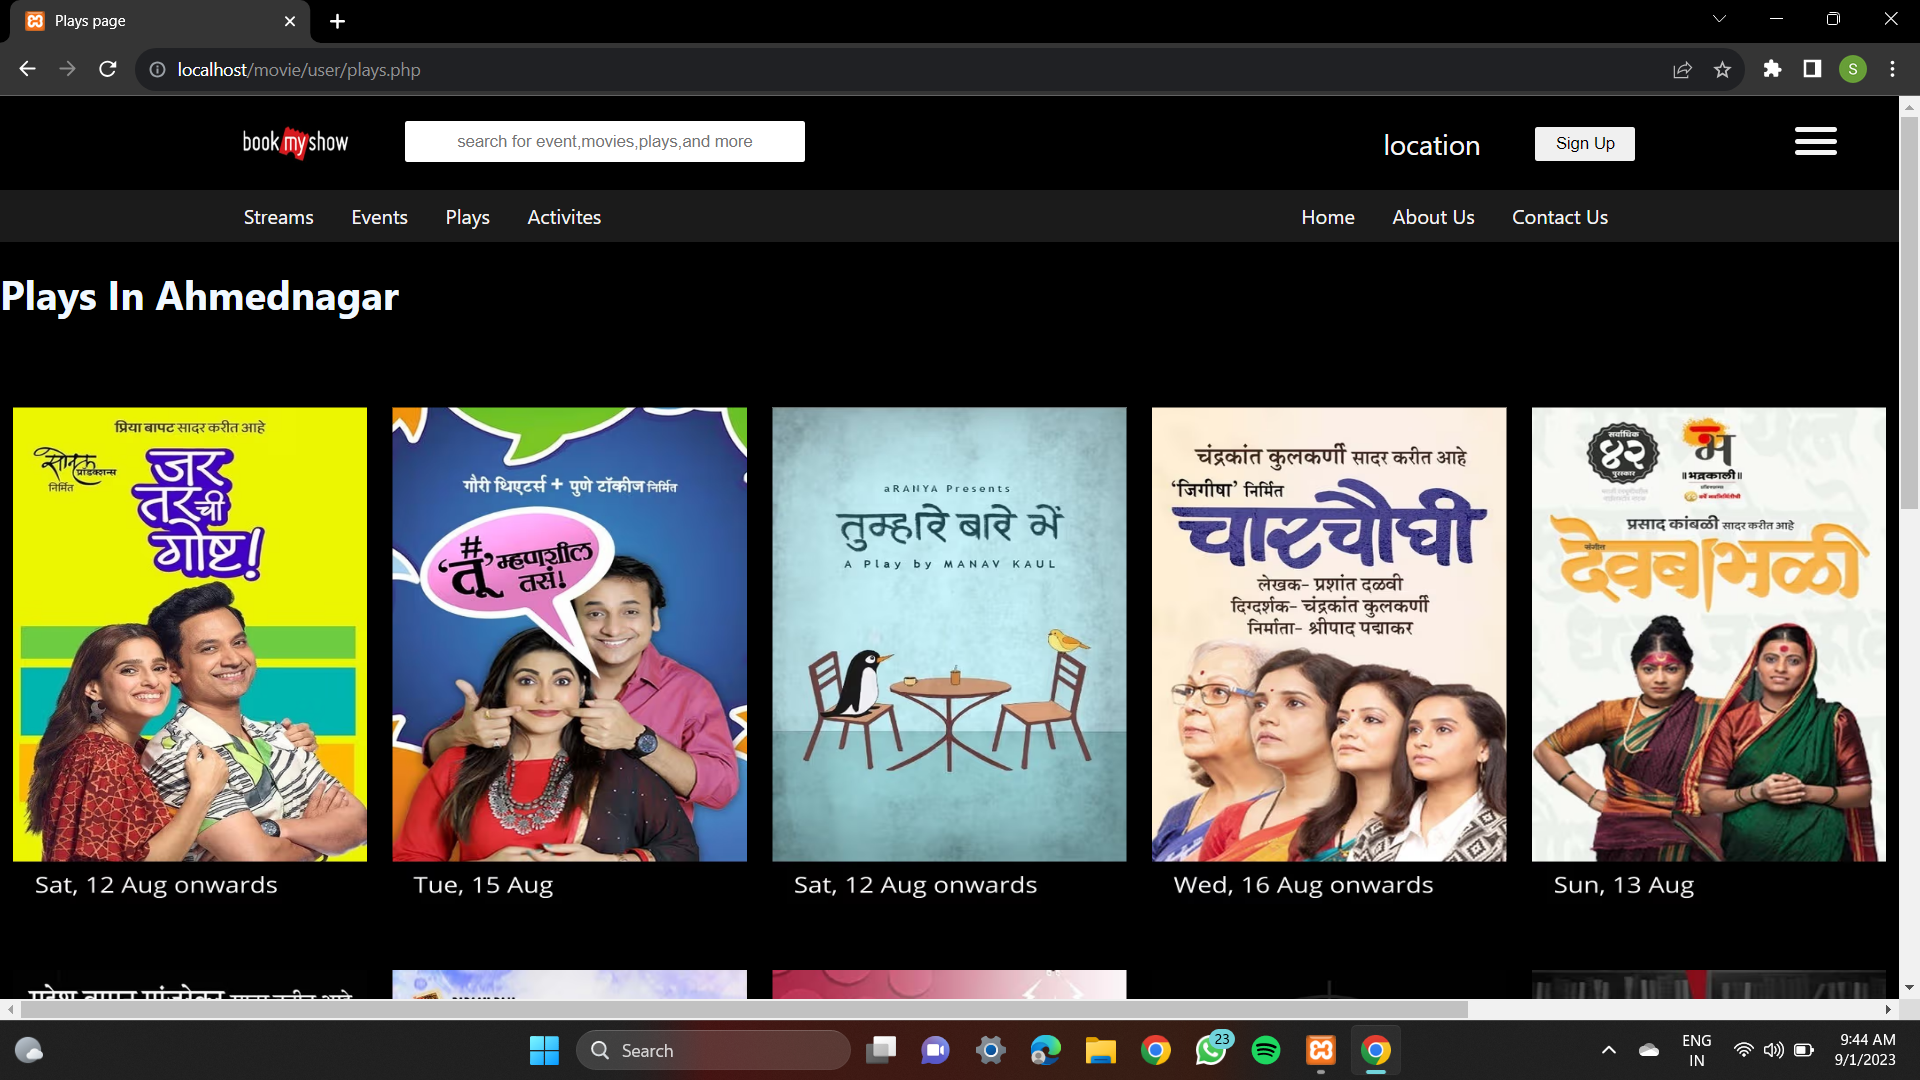 Plays page
localhost/movie/user/plays.php
S
book my show
search for event,movies,plays,and more
location
Sign Up
Streams
Events
Plays
Activites
Home
About Us
Contact Us
Plays In Ahmednagar
प्रिया बापट सादर करीत आहे
सोनल
प्रॉडक्शन्स
निर्मित
जर
तर ची
गोष्ट!
गौरी थिएटर्स + पुणे टॉकीज निर्मित
#
'तू' म्हणशील
तसं!
aRANYA Presents
तुम्हारे बारे में
A Play by MANAV KAUL
चंद्रकांत कुलकर्णी सादर करीत आहे
'जिगीषा' निर्मित
चारचौघी
लेखक- प्रशांत दळवी
दिग्दर्शक- चंद्रकांत कुलकर्णी
निर्माता- श्रीपाद पद्माकर
सर्वाधिक
४२
पुरस्कार
भ
॥भद्रकाली॥
प्रसाद कांबळी सादर करीत आहे
संगीत
देवबाभळी
Sat, 12 Aug onwards
Tue, 15 Aug
Sat, 12 Aug onwards
Wed, 16 Aug onwards
Sun, 13 Aug
Search
23
ENG
IN
9:44 AM
9/1/2023